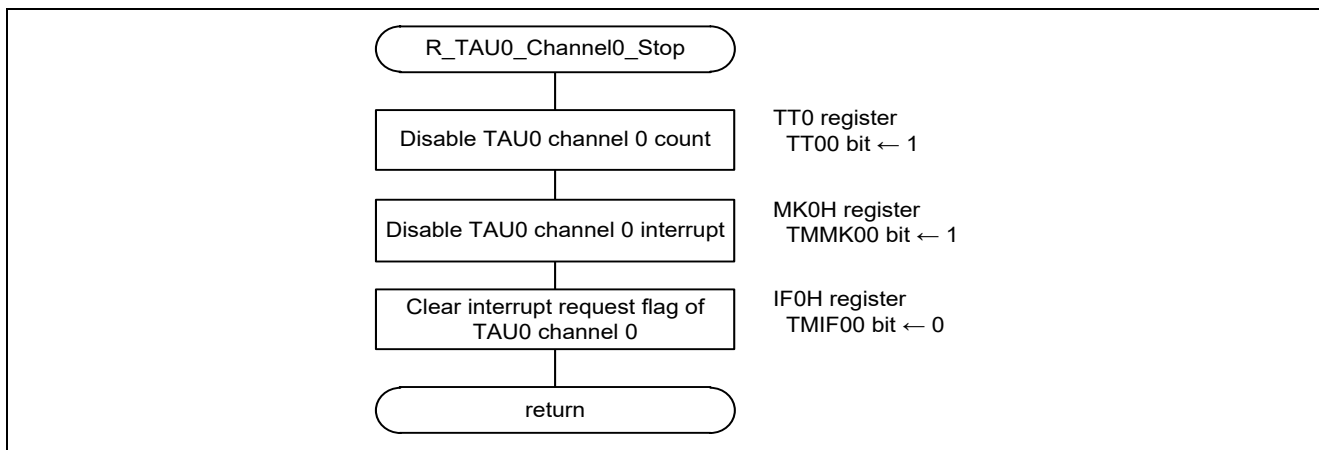 R_TAU0_Channel0_Stop
Disable TAU0 channel 0 count
TT0 register
TT00 bit ← 1
Disable TAU0 channel 0 interrupt
MK0H register
TMMK00 bit ← 1
Clear interrupt request flag of
TAU0 channel 0
IF0H register
TMIF00 bit ← 0
return